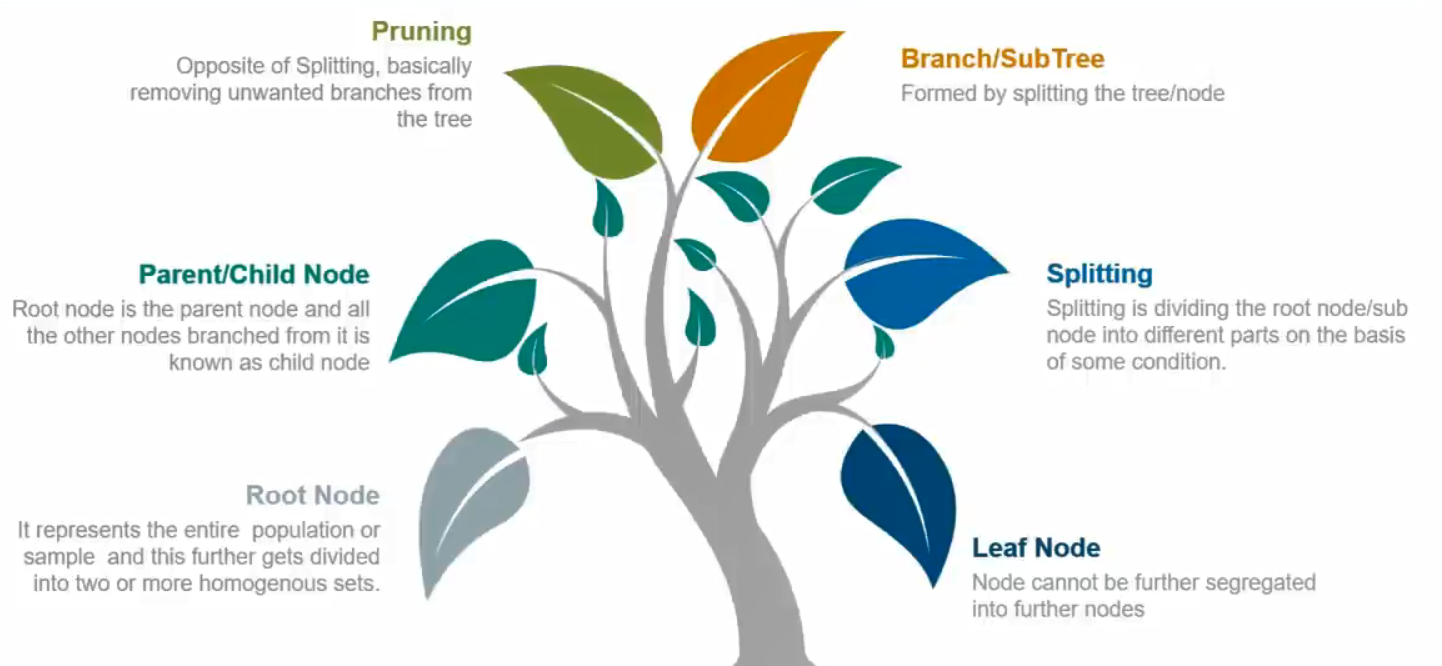 Pruning
Opposite of Splitting, basically
removing unwanted branches from
the tree
Branch/SubTree
Formed by splitting the tree/node
Parent/Child Node
Root node is the parent node and all
the other nodes branched from it is
known as child node
Splitting
Splitting is dividing the root node/sub
node into different parts on the basis
of some condition.
Root Node
It represents the entire population or
sample and this further gets divided
into two or more homogenous sets.
Leaf Node
Node cannot be further segregated
into further nodes